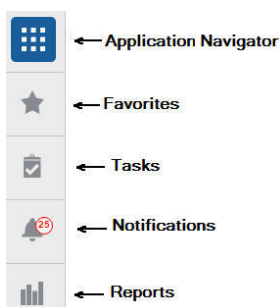 Application Navigator
Favorites
Tasks
25
Notifications
Reports